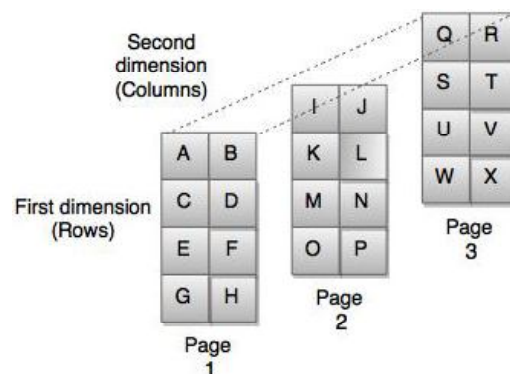 Second
dimension
(Columns)
First dimension
(Rows)
A B
C D
E F
G H
Page
1
I J
K L
M N
O P
Page
2
Q R
S T
U V
W X
Page
3